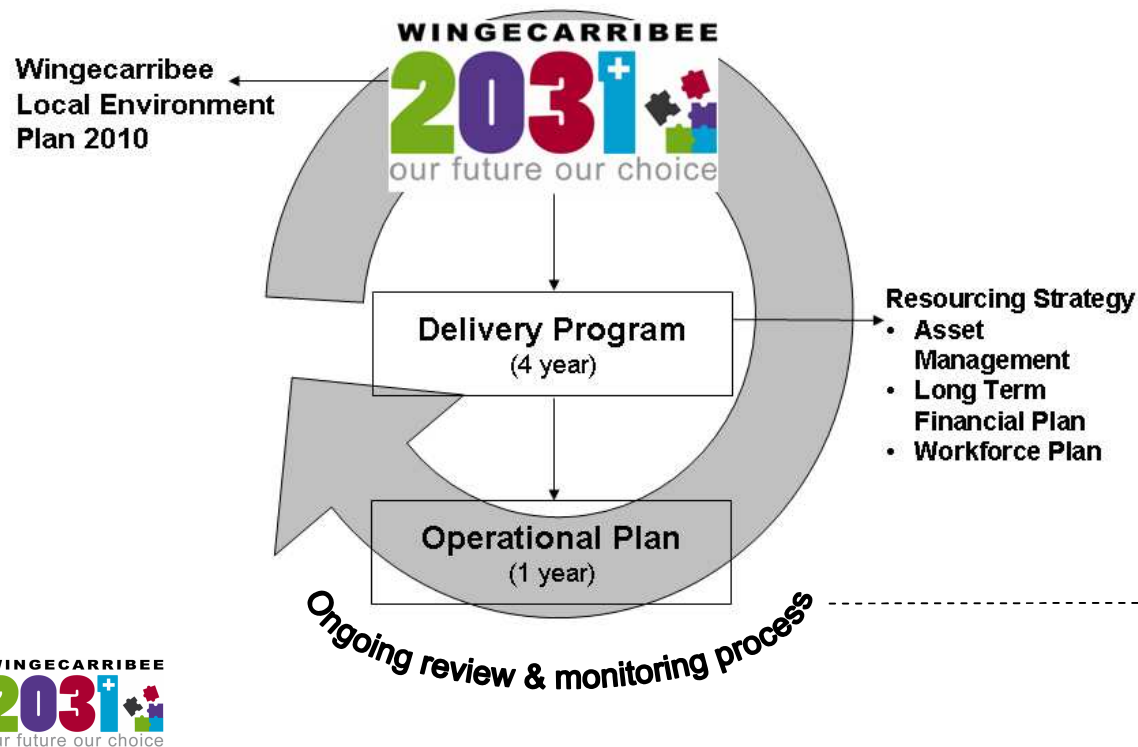 WINGECARRIBEE
2031+
our future our choice
Wingecarribee
Local Environment
Plan 2010
Delivery Program
(4 year)
Resourcing Strategy
• Asset
Management
• Long Term
Financial Plan
• Workforce Plan
Operational Plan
(1 year)
Ongoing review & monitoring process
WINGECARRIBEE
2031+
our future our choice